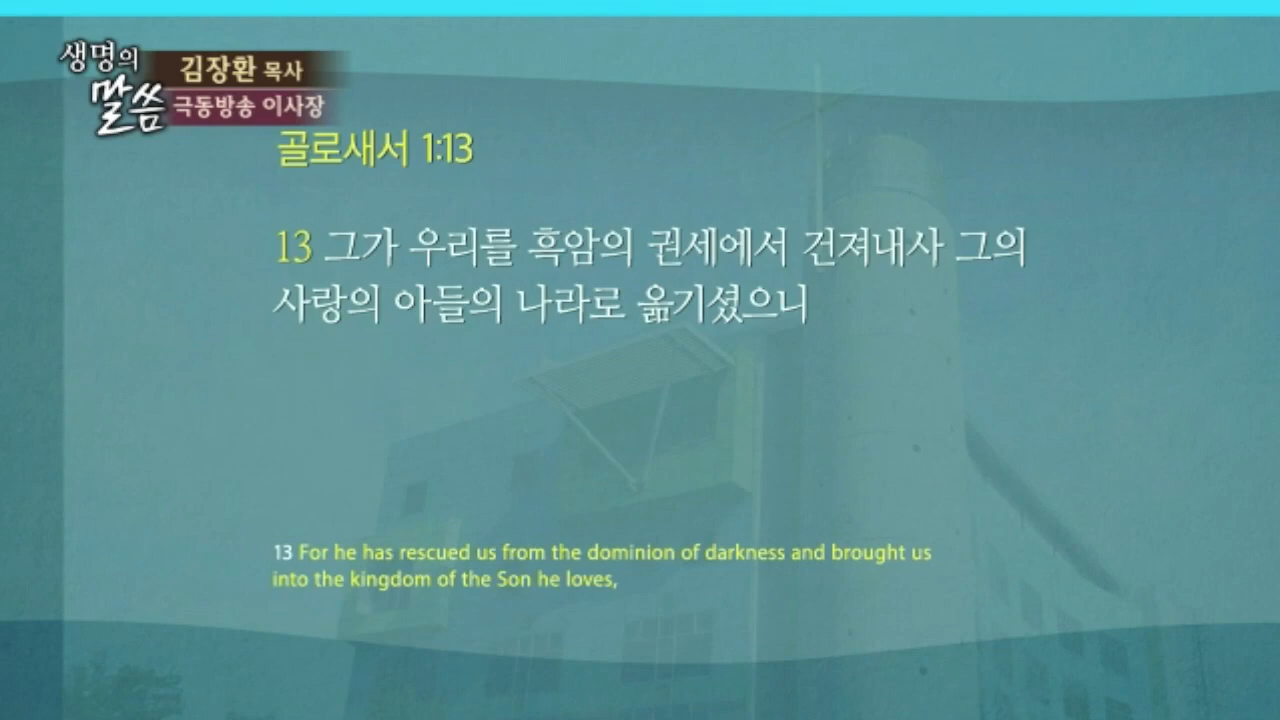 생명의
말씀
김장환 목사
극동방송 이사장
골로새서 1:13
13 그가 우리를 흑암의 권세에서 건져내사 그의
사랑의 아들의 나라로 옮기셨으니
13 For he has rescued us from the dominion of darkness and brought us
into the kingdom of the Son he loves,